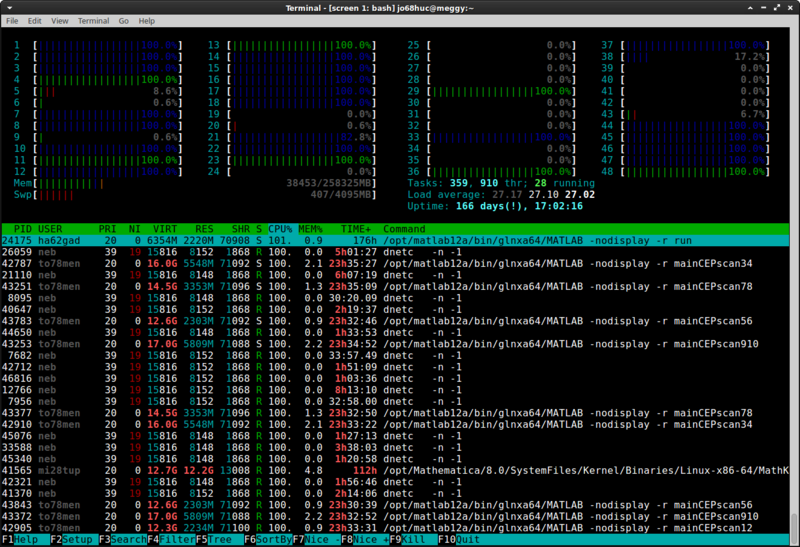 Terminal - [screen 1: bash] jo68huc@meggy:~
File Edit View Terminal Go Help
1 [100.0%] 13 [100.0%] 25 [0.0%] 37 [100.0%]
2 [100.0%] 14 [100.0%] 26 [0.0%] 38 [17.2%]
3 [100.0%] 15 [100.0%] 27 [0.0%] 39 [0.0%]
4 [100.0%] 16 [100.0%] 28 [0.0%] 40 [0.0%]
5 [8.6%] 17 [100.0%] 29 [100.0%] 41 [0.0%]
6 [0.6%] 18 [100.0%] 30 [0.0%] 42 [0.0%]
7 [100.0%] 19 [0.0%] 31 [0.0%] 43 [6.7%]
8 [100.0%] 20 [0.6%] 32 [0.0%] 44 [100.0%]
9 [0.6%] 21 [.8%] 33 [100.0%] 45 [100.0%]
10 [100.0%] 22 [100.0%] 34 [0.0%] 46 [100.0%]
11 [100.0%] 23 [100.0%] 35 [0.0%] 47 [100.0%]
12 [100.0%] 24 [0.0%] 36 [100.0%] 48 [100.0%]
Mem[38453/258325MB] Tasks: 359, 910 thr; 28 running
Swp[407/4095MB] Load average: 27.17 27.10 27.02
Uptime: 166 days(!), 17:02:16
PID USER PRI NI VIRT RES SHR S CPU% MEM% TIME+ Command
24175 ha62gad 20 0 6354M 2220M 70908 S 101. 0.9 176h /opt/matlab12a/bin/glnxa64/MATLAB -nodisplay -r run
26059 neb 39 19 15816 8152 1868 R 100. 0.0 5h01:27 dnetc -n -1
42787 to78men 20 0 16.0G 5548M 71092 S 100. 2.1 23h35:27 /opt/matlab12a/bin/glnxa64/MATLAB -nodisplay -r mainCEPscan34
21110 neb 39 19 15816 8148 1868 R 100. 0.0 6h07:19 dnetc -n -1
43251 to78men 20 0 14.5G 3353M 71096 S 100. 1.3 23h35:09 /opt/matlab12a/bin/glnxa64/MATLAB -nodisplay -r mainCEPscan78
8095 neb 39 19 15816 8148 1868 R 100. 0.0 30:20.09 dnetc -n -1
40647 neb 39 19 15816 8152 1868 R 100. 0.0 2h19:37 dnetc -n -1
43783 to78men 20 0 12.6G 2303M 71092 S 100. 0.9 23h32:46 /opt/matlab12a/bin/glnxa64/MATLAB -nodisplay -r mainCEPscan56
44650 neb 39 19 15816 8148 1868 R 100. 0.0 1h33:53 dnetc -n -1
43253 to78men 20 0 17.0G 5809M 71088 S 100. 2.2 23h34:52 /opt/matlab12a/bin/glnxa64/MATLAB -nodisplay -r mainCEPscan910
7682 neb 39 19 15816 8152 1868 R 100. 0.0 33:57.49 dnetc -n -1
42712 neb 39 19 15816 8148 1868 R 100. 0.0 1h51:09 dnetc -n -1
46816 neb 39 19 15816 8152 1868 R 100. 0.0 1h03:36 dnetc -n -1
12766 neb 39 19 15816 8152 1868 R 100. 0.0 8h13:10 dnetc -n -1
7956 neb 39 19 15816 8152 1868 R 100. 0.0 32:58.00 dnetc -n -1
43377 to78men 20 0 14.5G 3353M 71096 R 100. 1.3 23h32:50 /opt/matlab12a/bin/glnxa64/MATLAB -nodisplay -r mainCEPscan78
42910 to78men 20 0 16.0G 5548M 71092 R 100. 2.1 23h33:22 /opt/matlab12a/bin/glnxa64/MATLAB -nodisplay -r mainCEPscan34
45076 neb 39 19 15816 8148 1868 R 100. 0.0 1h27:13 dnetc -n -1
33588 neb 39 19 15816 8148 1868 R 100. 0.0 3h38:03 dnetc -n -1
45340 neb 39 19 15816 8148 1868 R 100. 0.0 1h20:58 dnetc -n -1
41565 mi28tup 20 0 12.7G 12.2G 13008 R 100. 4.8 112h /opt/Mathematica/8.0/SystemFiles/Kernel/Binaries/Linux-x86-64/MathK
42321 neb 39 19 15816 8148 1868 R 100. 0.0 1h56:46 dnetc -n -1
41370 neb 39 19 15816 8152 1868 R 100. 0.0 2h14:06 dnetc -n -1
43843 to78men 20 0 12.6G 2303M 71092 R 100. 0.9 23h30:39 /opt/matlab12a/bin/glnxa64/MATLAB -nodisplay -r mainCEPscan56
43372 to78men 20 0 17.0G 5809M 71088 R 100. 2.2 23h32:52 /opt/matlab12a/bin/glnxa64/MATLAB -nodisplay -r mainCEPscan910
42905 to78men 20 0 12.3G 2234M 71100 R 100. 0.9 23h33:31 /opt/matlab12a/bin/glnxa64/MATLAB -nodisplay -r mainCEPscan12
F1Help F2Setup F3Search F4Filter F5Tree F6SortBy F7Nice - F8Nice + F9Kill F10Quit